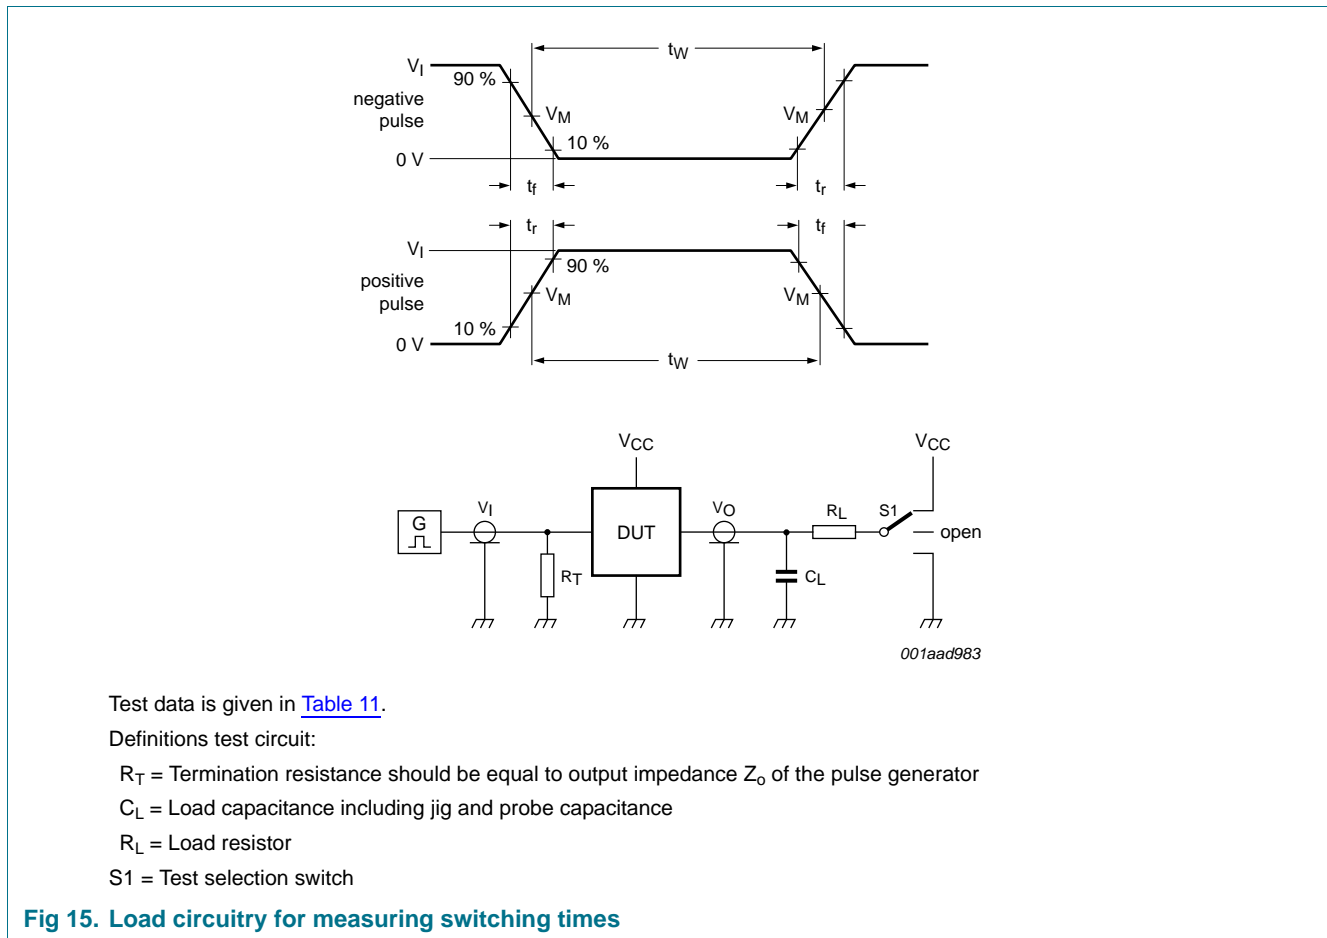 tW
VI
90 %
negative
pulse
VM
VM
10 %
0 V
tf
tr
tr
tf
VI
90 %
positive
pulse
VM
VM
10 %
0 V
tW
VCC
VCC
G
VI
DUT
VO
RL
S1
open
RT
CL
001aad983
Test data is given in Table 11.
Definitions test circuit:
RT = Termination resistance should be equal to output impedance Zo of the pulse generator
CL = Load capacitance including jig and probe capacitance
RL = Load resistor
S1 = Test selection switch
Fig 15. Load circuitry for measuring switching times